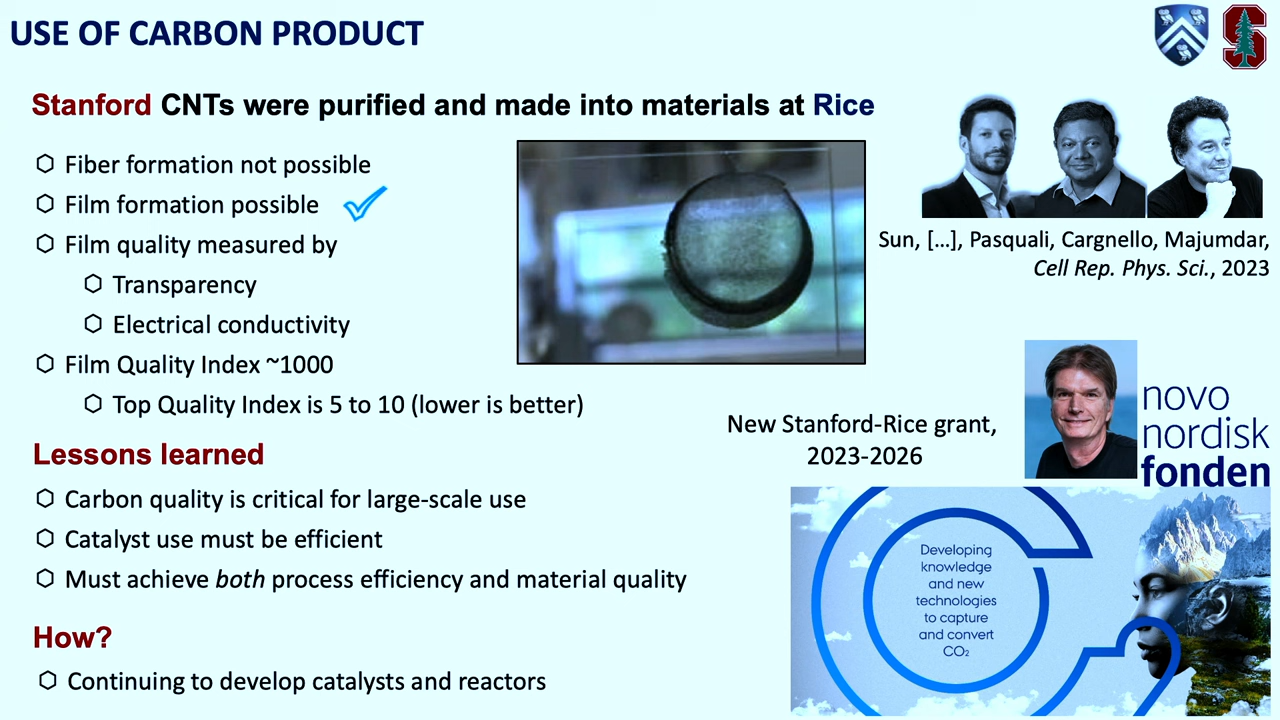 USE OF CARBON PRODUCT
S
Stanford CNTs were purified and made into materials at Rice
Fiber formation not possible
Film formation possible
Film quality measured by
Transparency
Electrical conductivity
Film Quality Index ~1000
Top Quality Index is 5 to 10 (lower is better)
Sun, [...], Pasquali, Cargnello, Majumdar,
Cell Rep. Phys. Sci., 2023
New Stanford-Rice grant,
2023-2026
novo
nordisk
fonden
Lessons learned
Carbon quality is critical for large-scale use
Catalyst use must be efficient
Must achieve both process efficiency and material quality
Developing
knowledge
and new
technologies
to capture
and convert
CO₂
How?
Continuing to develop catalysts and reactors